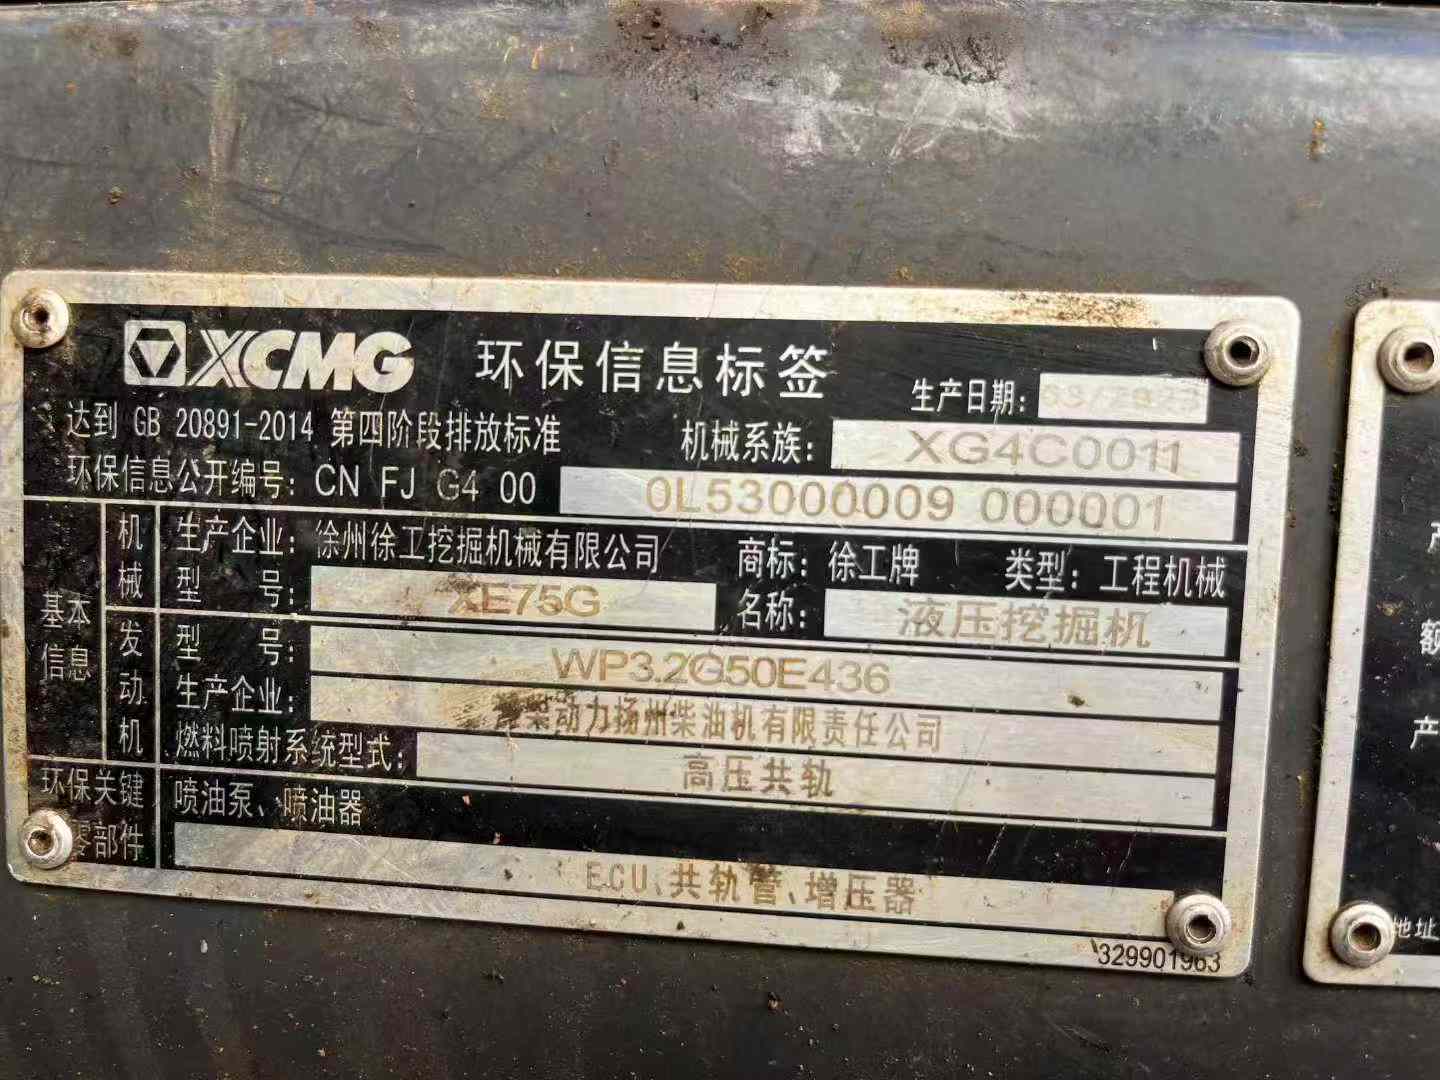 XCMG 环保信息标签
生产日期:
达到 GB 20891-2014 第四阶段排放标准
机械系族: XG4C0011
环保信息公开编号: CN FJ G4 00 0L53000009 000001
基本信息
机械
生产企业: 徐州徐工挖掘机械有限公司 商标: 徐工牌 类型: 工程机械
型 号: XE75G 名称: 液压挖掘机
发动机
型 号: WP3.2G50E436
生产企业: 潍柴动力扬州柴油机有限责任公司
燃料喷射系统型式: 高压共轨
环保关键零部件
喷油泵、喷油器
ECU、共轨管、增压器
329901963
额
产
地址